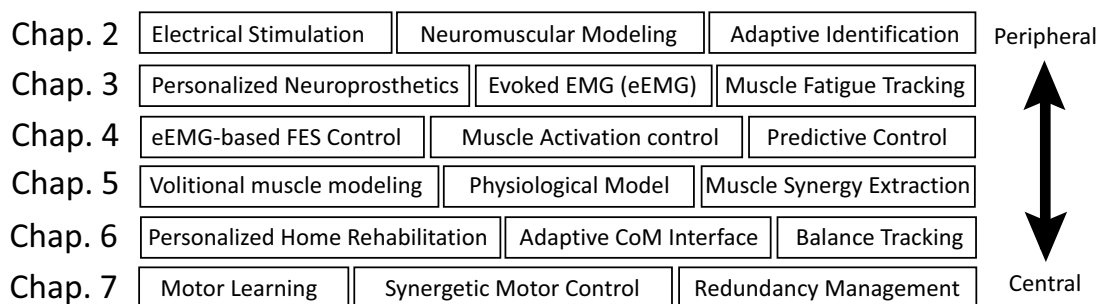 Chap. 2 Electrical Stimulation Neuromuscular Modeling Adaptive Identification Peripheral
Chap. 3 Personalized Neuroprosthetics Evoked EMG (eEMG) Muscle Fatigue Tracking
Chap. 4 eEMG-based FES Control Muscle Activation control Predictive Control
Chap. 5 Volitional muscle modeling Physiological Model Muscle Synergy Extraction
Chap. 6 Personalized Home Rehabilitation Adaptive CoM Interface Balance Tracking
Chap. 7 Motor Learning Synergetic Motor Control Redundancy Management Central